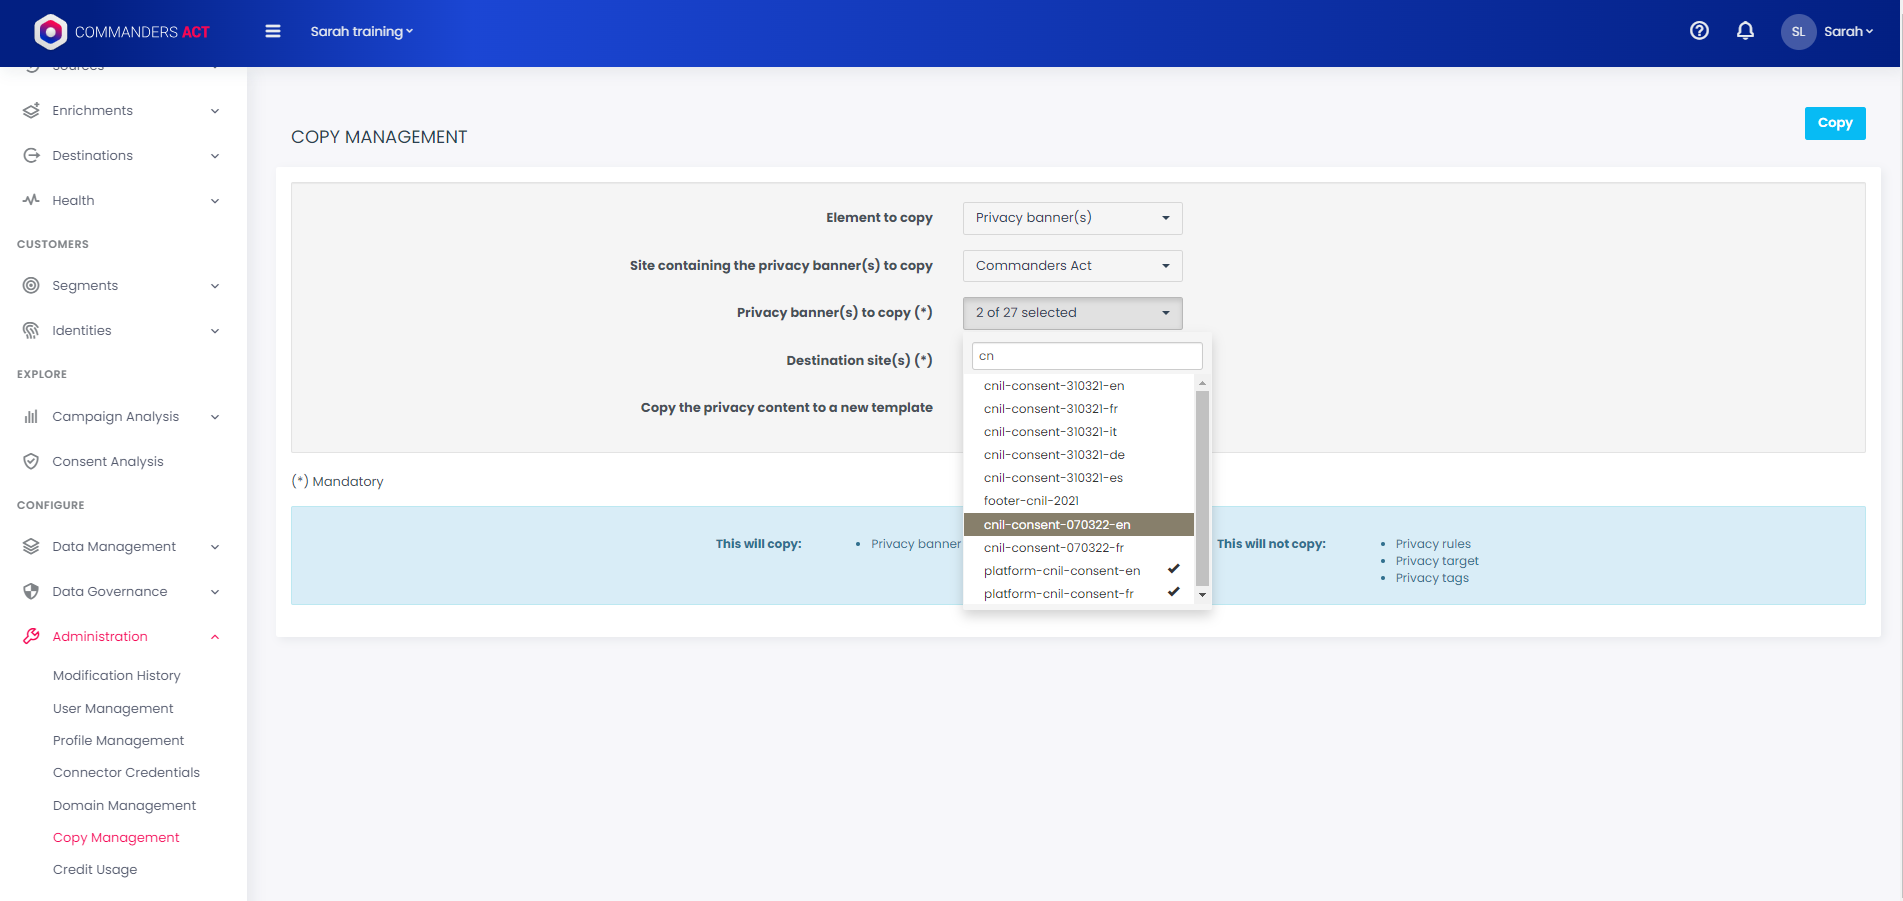 COMMANDERS ACT
Sarah training
SL
Sarah
Sources
Enrichments
Destinations
Health
CUSTOMERS
Segments
Identities
EXPLORE
Campaign Analysis
Consent Analysis
CONFIGURE
Data Management
Data Governance
Administration
Modification History
User Management
Profile Management
Connector Credentials
Domain Management
Copy Management
Credit Usage
COPY MANAGEMENT
Copy
Element to copy
Privacy banner(s)
Site containing the privacy banner(s) to copy
Commanders Act
Privacy banner(s) to copy (*)
2 of 27 selected
Destination site(s) (*)
Copy the privacy content to a new template
cn
cnil-consent-310321-en
cnil-consent-310321-fr
cnil-consent-310321-it
cnil-consent-310321-de
cnil-consent-310321-es
footer-cnil-2021
cnil-consent-070322-en
cnil-consent-070322-fr
platform-cnil-consent-en
platform-cnil-consent-fr
(*) Mandatory
This will copy:
• Privacy banner
This will not copy:
• Privacy rules
• Privacy target
• Privacy tags